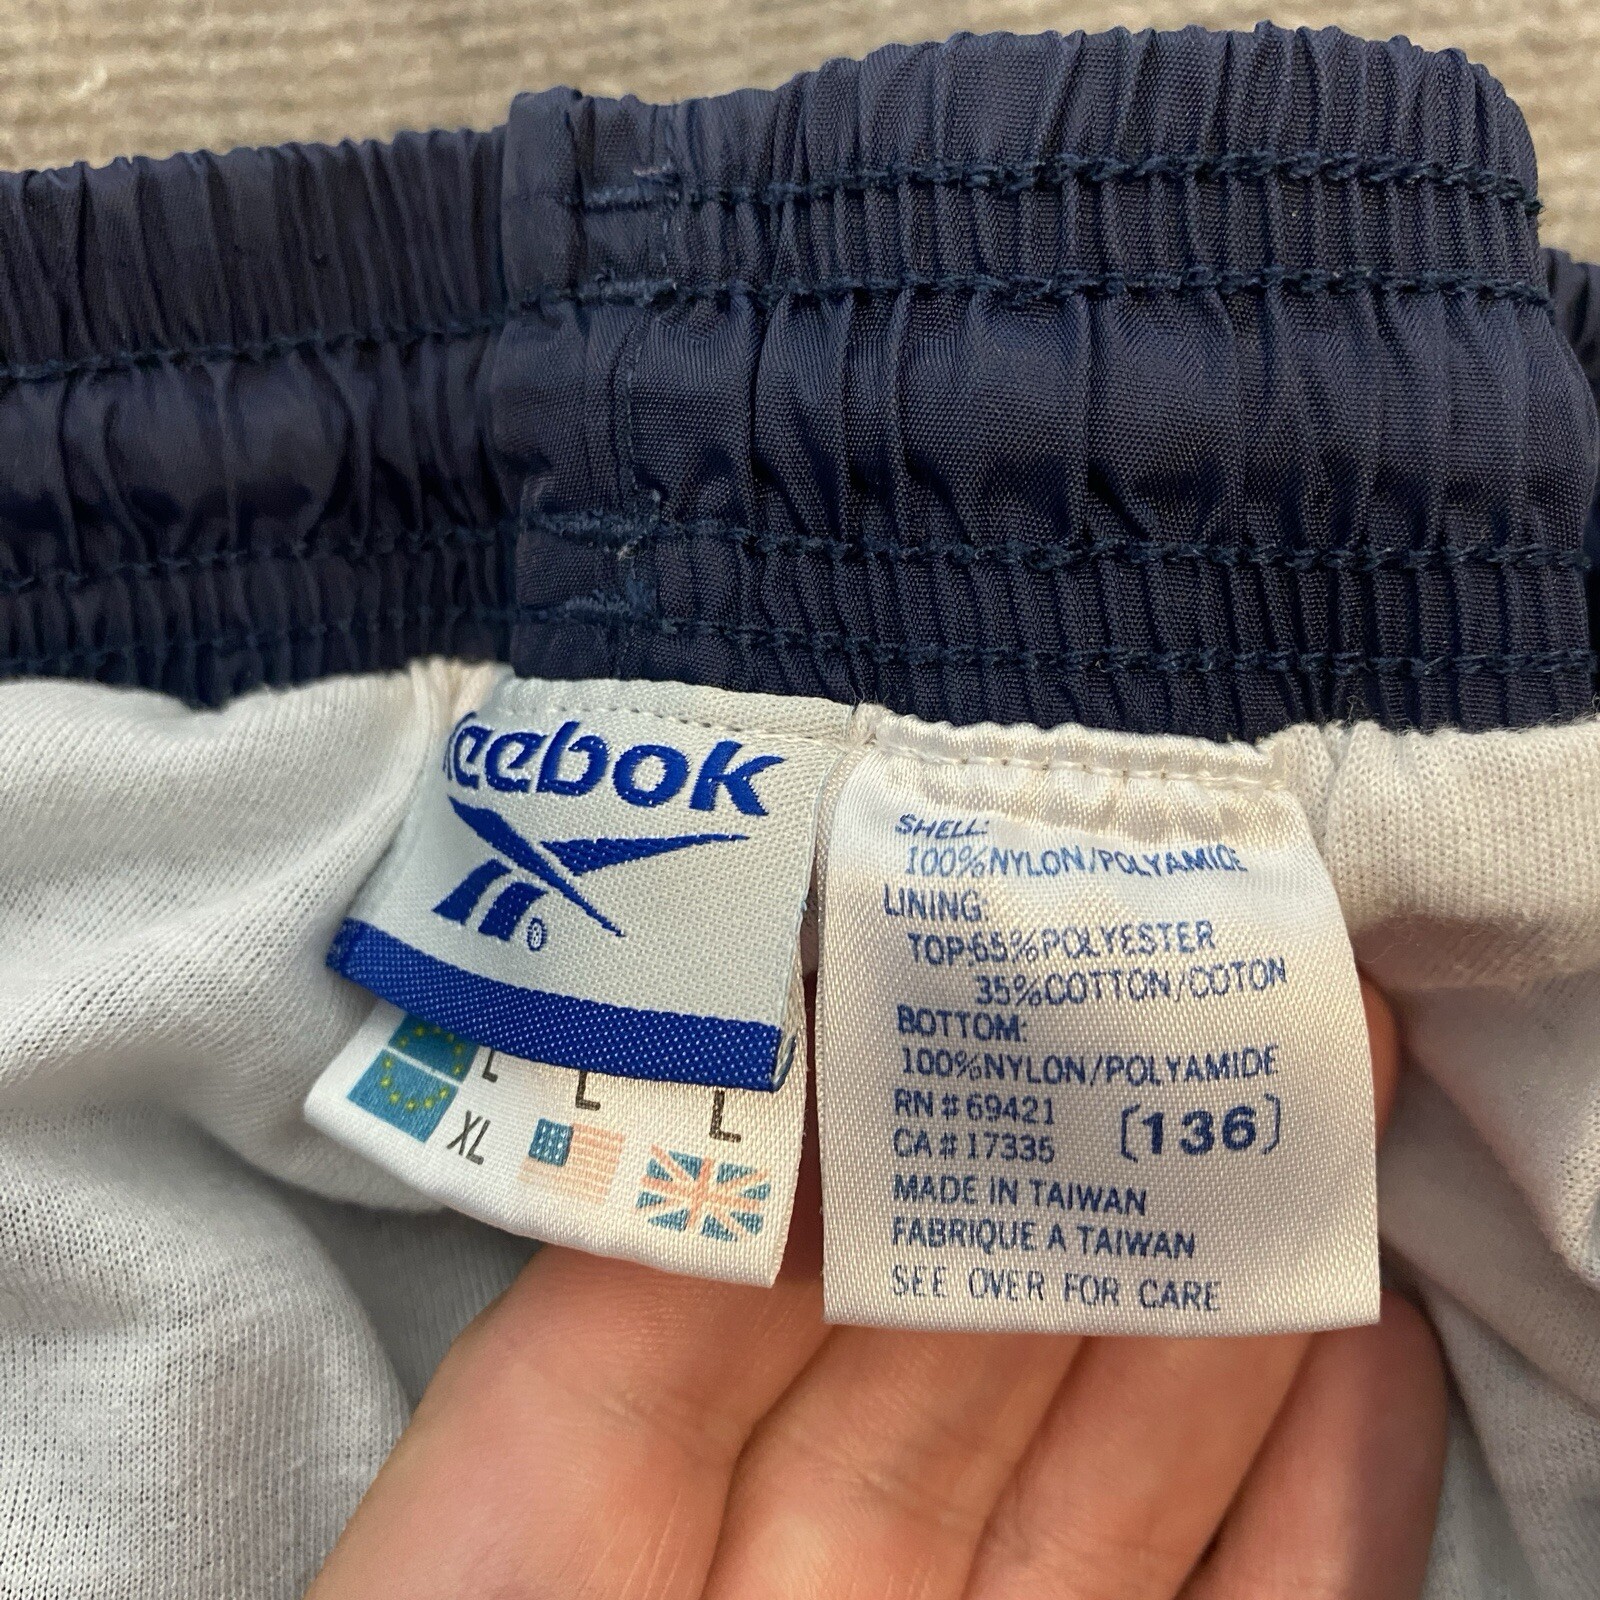 Reebok
®
L L L
XL
SHELL:
100%NYLON/POLYAMIDE
LINING:
TOP:65%POLYESTER
35%COTTON/COTON
BOTTOM:
100%NYLON/POLYAMIDE
RN#69421
CA#17335 [136]
MADE IN TAIWAN
FABRIQUE A TAIWAN
SEE OVER FOR CARE